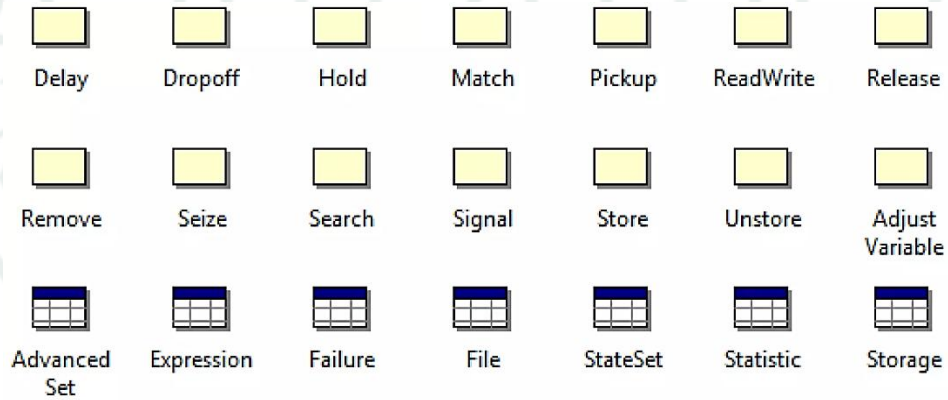 Delay Dropoff Hold Match Pickup ReadWrite Release
Remove Seize Search Signal Store Unstore Adjust
Variable
Advanced Expression Failure File StateSet Statistic Storage
Set